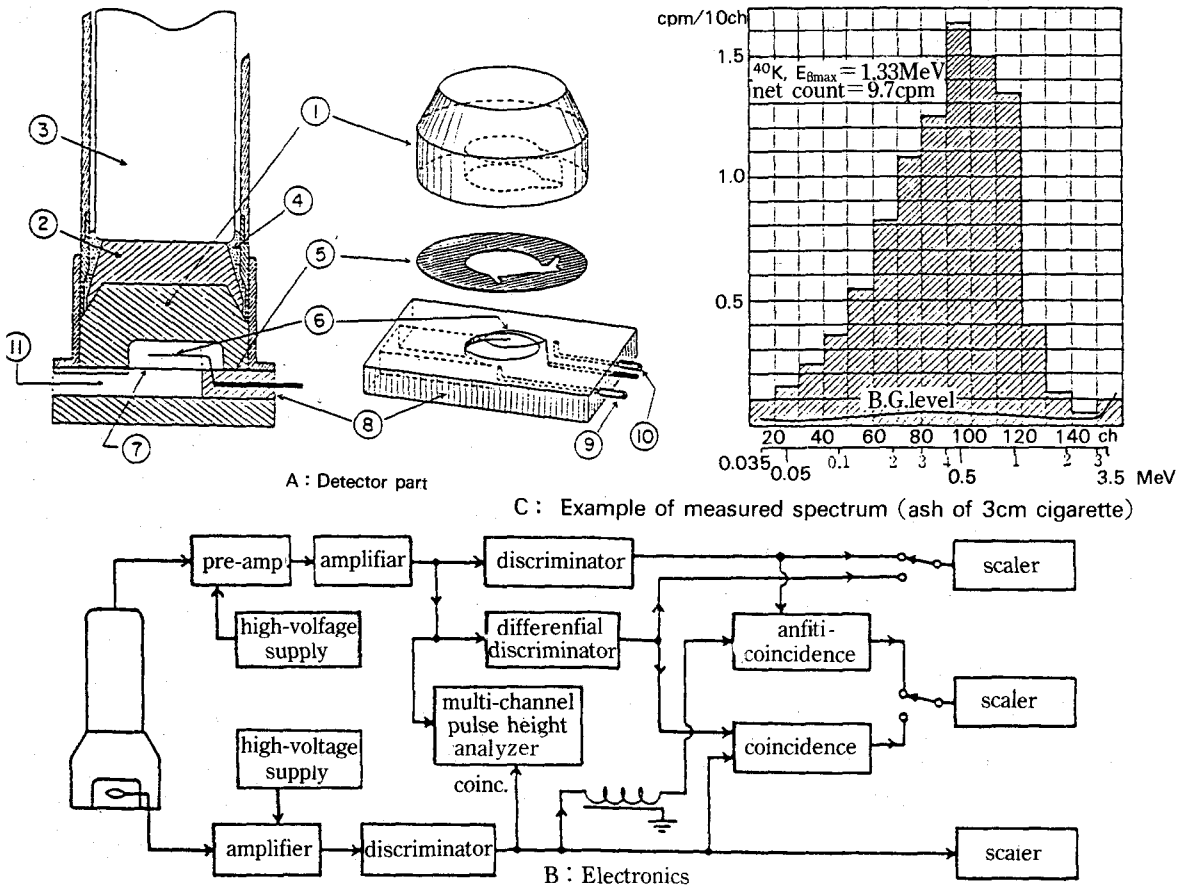 ①
③
④
②
⑤
⑥
⑪
⑧
⑦
⑨
⑩
A : Detector part
cpm/10ch
1.5
⁴⁰K, Eβmax = 1.33MeV
net count = 9.7cpm
1.0
0.5
B.G.level
20 40 60 80 100 120 140 ch
0.035 0.05 0.1 2 3 4 0.5 1 2 3 3.5 MeV
C : Example of measured spectrum (ash of 3cm cigarette)
pre-amp
amplifiar
discriminator
scaler
high-volfage
supply
differenfial
discriminator
anfiti-
coincidence
multi-channel
pulse height
analyzer
coinc.
scaler
high-voltage
supply
coincidence
amplifier
discriminator
scaier
B : Electronics